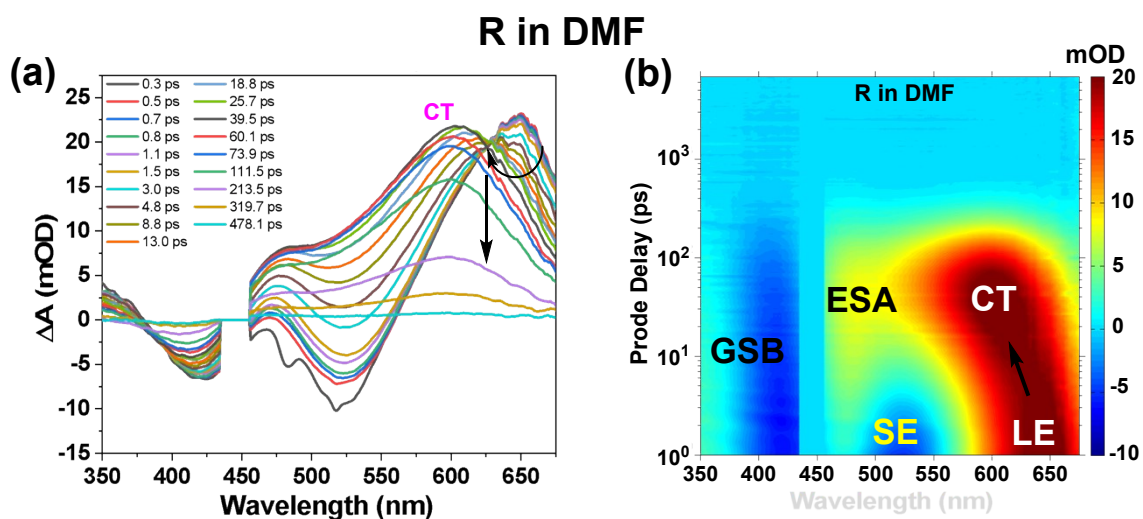 R in DMF
(a)
25
20
15
10
5
0
-5
-10
-15
ΔA (mOD)
0.3 ps
0.5 ps
0.7 ps
0.8 ps
1.1 ps
1.5 ps
3.0 ps
4.8 ps
8.8 ps
13.0 ps
18.8 ps
25.7 ps
39.5 ps
60.1 ps
73.9 ps
111.5 ps
213.5 ps
319.7 ps
478.1 ps
CT
350 400 450 500 550 600 650
Wavelength (nm)
(b)
mOD
R in DMF
10³
10²
10¹
10⁰
Prode Delay (ps)
ESA
CT
GSB
SE
LE
350 400 450 500 550 600 650
Wavelength (nm)
20
15
10
5
0
-5
-10